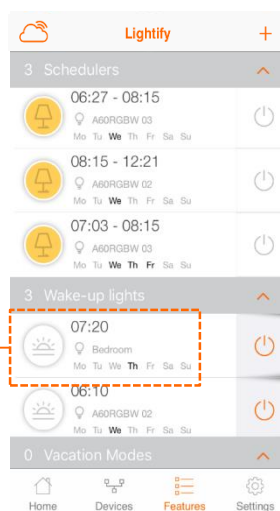 Lightify
3 Schedulers
06:27 - 08:15
A60RGBW 03
Mo Tu We Th Fr Sa Su
08:15 - 12:21
A60RGBW 02
Mo Tu We Th Fr Sa Su
07:03 - 08:15
A60RGBW 03
Mo Tu We Th Fr Sa Su
3 Wake-up lights
07:20
Bedroom
Mo Tu We Th Fr Sa Su
06:10
A60RGBW 02
Mo Tu We Th Fr Sa Su
0 Vacation Modes
Home Devices Features Settings